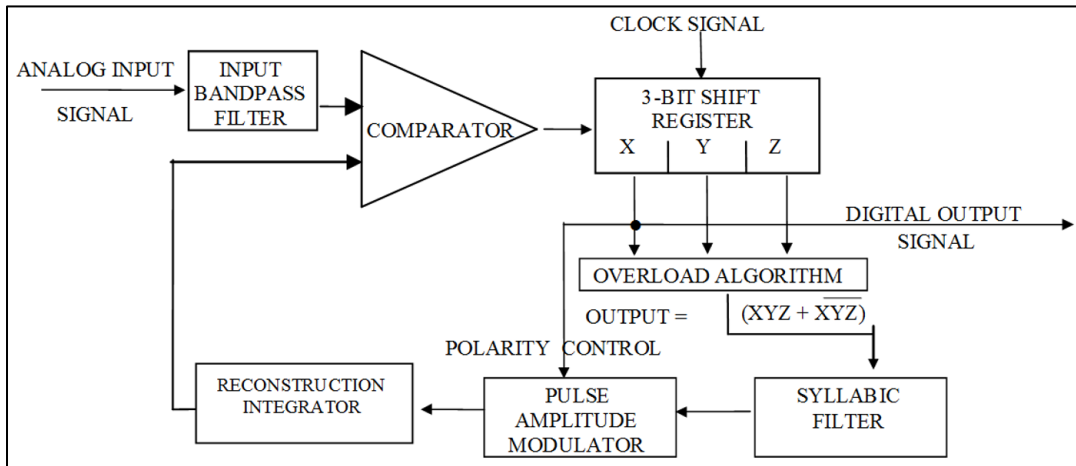 CLOCK SIGNAL
ANALOG INPUT
SIGNAL
INPUT
BANDPASS
FILTER
COMPARATOR
3-BIT SHIFT
REGISTER
X Y Z
DIGITAL OUTPUT
SIGNAL
OVERLOAD ALGORITHM
OUTPUT = (XYZ + X̅Y̅Z̅)
POLARITY CONTROL
RECONSTRUCTION
INTEGRATOR
PULSE
AMPLITUDE
MODULATOR
SYLLABIC
FILTER